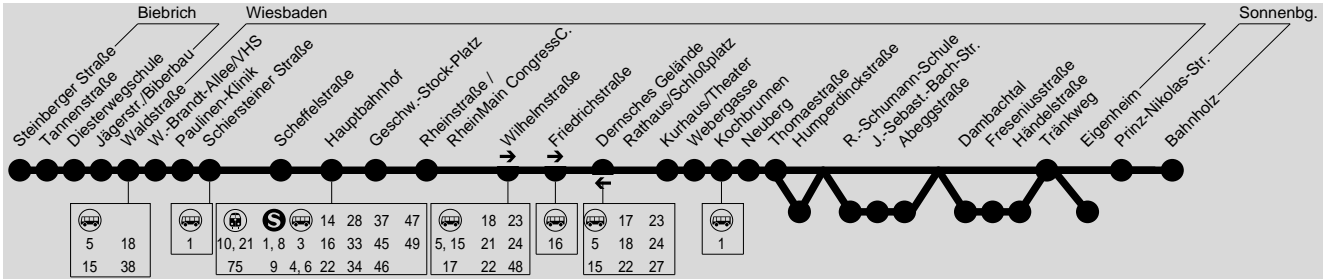 Biebrich
Wiesbaden
Sonnenbg.
Steinberger Straße
Tannenstraße
Diesterwegschule
Jägerstr./Biberbau
Waldstraße
W.-Brandt-Allee/VHS
Paulinen-Klinik
Schiersteiner Straße
Scheffelstraße
Hauptbahnhof
Geschw.-Stock-Platz
Rheinstraße /
RheinMain CongressC.
Wilhelmstraße
Friedrichstraße
Dernsches Gelände
Rathaus/Schloßplatz
Kurhaus/Theater
Webergasse
Kochbrunnen
Neuberg
Thomaestraße
Humperdinckstraße
R.-Schumann-Schule
J.-Sebast.-Bach-Str.
Abeggstraße
Dambachtal
Freseniusstraße
Händelstraße
Tränkweg
Eigenheim
Prinz-Nikolas-Str.
Bahnholz
5 18
15 38
1
S 14 28 37 47
10, 21 1, 8 3 16 33 45 49
75 9 4, 6 22 34 46
18 23
5, 15 21 24
17 22 48
16
17 23
5 18 24
15 22 27
1